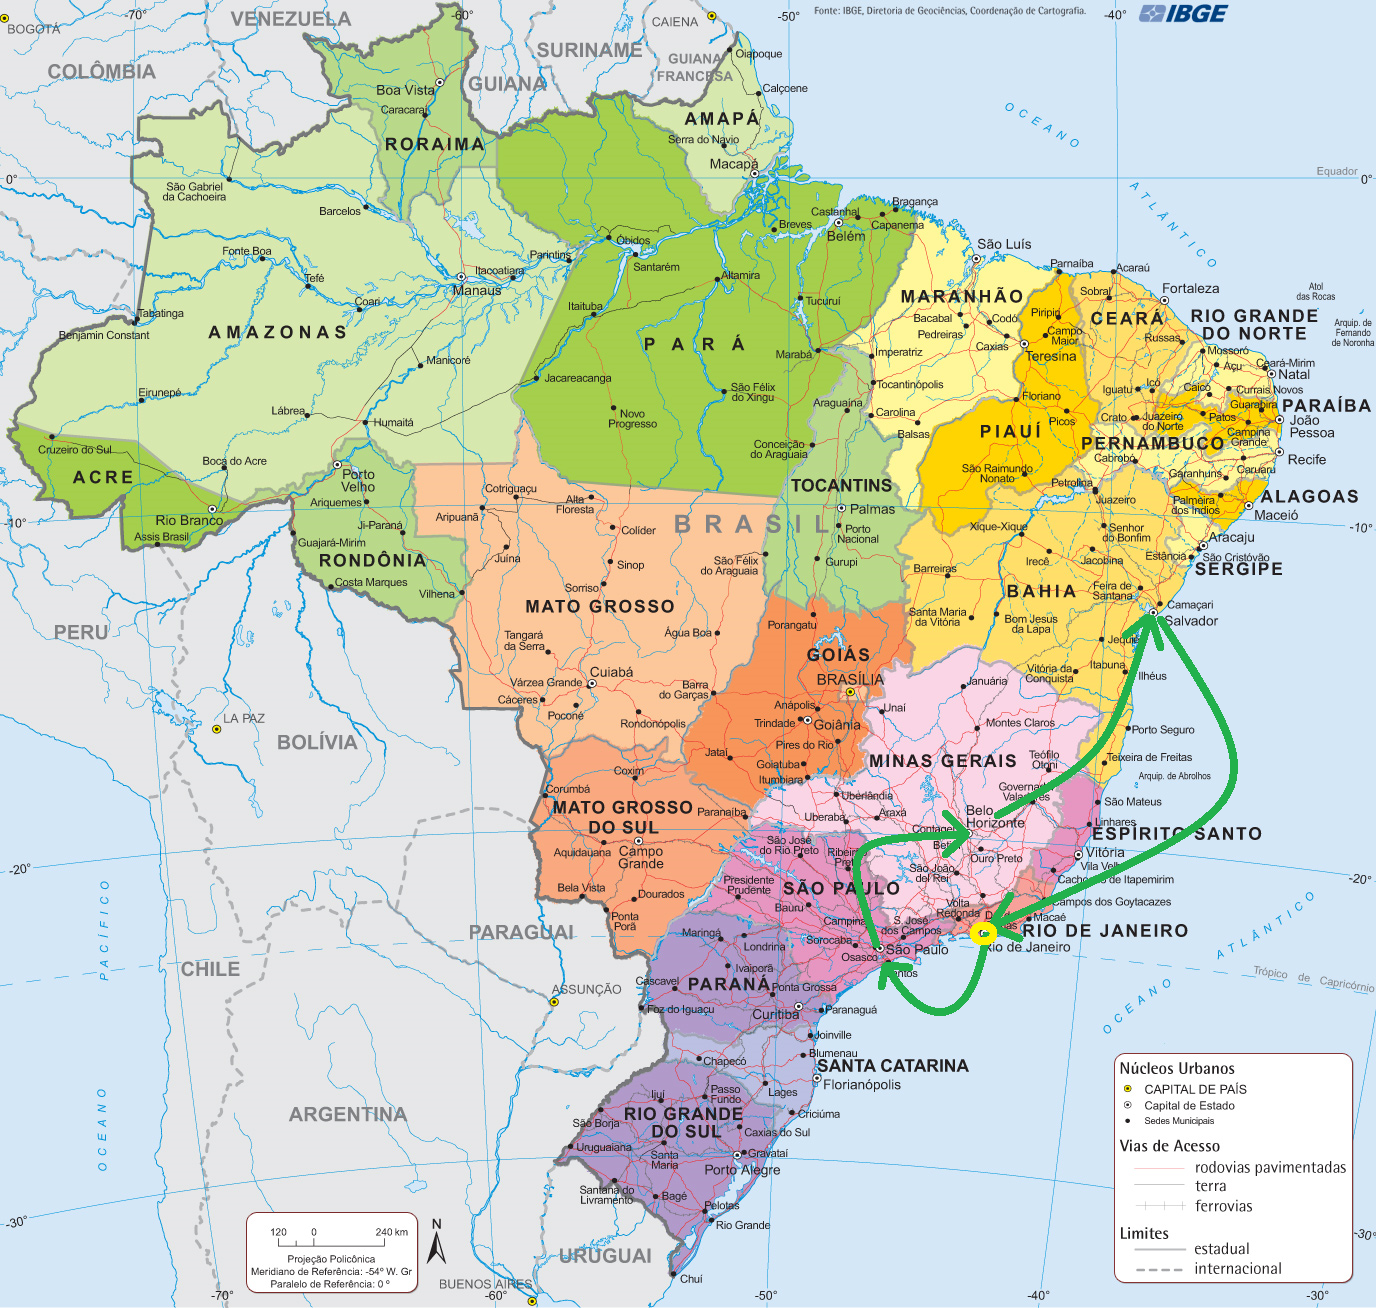 -70°
-60°
-50°
-40°
Fonte: IBGE, Diretoria de Geociências, Coordenação de Cartografia.
IBGE
BOGOTÁ
VENEZUELA
CAIENA
SURINAME
GUIANA
FRANCESA
GUIANA
COLÔMBIA
Oiapoque
Calçoene
AMAPÁ
Serra do Navio
Macapá
Boa Vista
Caracaraí
RORAIMA
OCEANO
ATLÂNTICO
Equador
0°
0°
São Gabriel
da Cachoeira
Barcelos
Fonte Boa
Tefé
Coari
Tabatinga
Benjamin Constant
AMAZONAS
Manaus
Itacoatiara
Parintins
Manicoré
Eirunepé
Lábrea
Humaitá
Óbidos
Santarém
Altamira
Itaituba
Breves
Castanhal
Belém
Bragança
Capanema
Tucuruí
PARÁ
Marabá
Jacareacanga
Novo
Progresso
São Félix
do Xingu
Conceição
do Araguaia
São Luís
MARANHÃO
Bacabal
Pedreiras
Codó
Caxias
Imperatriz
Tocantinópolis
Carolina
Balsas
Parnaíba
Piripiri
Campo
Maior
Teresina
Floriano
Picos
PIAUÍ
São Raimundo
Nonato
Acaraú
Sobral
Fortaleza
CEARÁ
Russas
Iguatu
Icó
Crato
Juazeiro
do Norte
RIO GRANDE
DO NORTE
Mossoró
Açu
Ceará-Mirim
Natal
Caicó
Currais Novos
Atol
das Rocas
Arquip. de
Fernando
de Noronha
Guarabira
PARAÍBA
Patos
João
Pessoa
Campina
Grande
PERNAMBUCO
Cabrobó
Recife
Caruaru
Garanhuns
Petrolina
Palmeira
dos Índios
ALAGOAS
Maceió
Aracaju
São Cristóvão
Estância
SERGIPE
Cruzeiro do Sul
ACRE
Boca do Acre
Rio Branco
Assis Brasil
-10°
-10°
Porto
Velho
Ariquemes
Ji-Paraná
Guajará-Mirim
RONDÔNIA
Costa Marques
Vilhena
Cotriguaçu
Aripuanã
Alta
Floresta
Colíder
Juína
Sinop
Sorriso
São Félix
do Araguaia
MATO GROSSO
Água Boa
Tangará
da Serra
Cuiabá
Várzea Grande
Cáceres
Poconé
Rondonópolis
Barra
do Garças
BRASIL
Araguaína
TOCANTINS
Palmas
Porto
Nacional
Gurupi
Juazeiro
Xique-Xique
Senhor
do Bonfim
Irecê
Jacobina
Barreiras
BAHIA
Feira de
Santana
Camaçari
Salvador
Santa Maria
da Vitória
Bom Jesus
da Lapa
Jequié
Itabuna
Ilhéus
Vitória da
Conquista
Porto Seguro
Teixeira de Freitas
Arquip. de Abrolhos
Porangatu
GOIÁS
BRASÍLIA
Anápolis
Trindade
Goiânia
Pires do Rio
Jataí
Goiatuba
Itumbiara
Januária
Unaí
Montes Claros
MINAS GERAIS
Teófilo
Otoni
Governador
Valadares
Uberlândia
Uberaba
Araxá
Belo
Horizonte
Contagem
Betim
Ouro Preto
São João
del Rei
São Mateus
Linhares
ESPÍRITO SANTO
Vitória
Vila Velha
Cachoeiro de Itapemirim
Campos dos Goytacazes
Macaé
Volta
Redonda
RIO DE JANEIRO
Rio de Janeiro
PERU
LA PAZ
BOLÍVIA
Corumbá
Coxim
MATO GROSSO
DO SUL
Paranaíba
Aquidauana
Campo
Grande
Bela Vista
Dourados
Ponta
Porã
São José
do Rio Preto
Ribeirão
Preto
Presidente
Prudente
SÃO PAULO
Bauru
Campinas
S. José
dos Campos
Sorocaba
São Paulo
Osasco
Santos
-20°
-20°
OCEANO
PACÍFICO
CHILE
PARAGUAI
ASSUNÇÃO
Maringá
Londrina
Ivaiporã
Cascavel
PARANÁ
Ponta Grossa
Foz do Iguaçu
Curitiba
Paranaguá
Joinville
Blumenau
SANTA CATARINA
Chapecó
Florianópolis
Lages
Criciúma
OCEANO
ATLÂNTICO
Trópico de Capricórnio
ARGENTINA
Ijuí
Passo
Fundo
RIO GRANDE
DO SUL
São Borja
Caxias do Sul
Uruguaiana
Santa
Maria
Gravataí
Porto Alegre
Santana do
Livramento
Bagé
Pelotas
Rio Grande
Chuí
URUGUAI
BUENOS AIRES
-30°
-30°
Núcleos Urbanos
CAPITAL DE PAÍS
Capital de Estado
Sedes Municipais
Vias de Acesso
rodovias pavimentadas
terra
ferrovias
Limites
estadual
internacional
120 0 240 km
Projeção Policônica
Meridiano de Referência: -54º W. Gr
Paralelo de Referência: 0 º
N
-70°
-60°
-50°
-40°
-30°